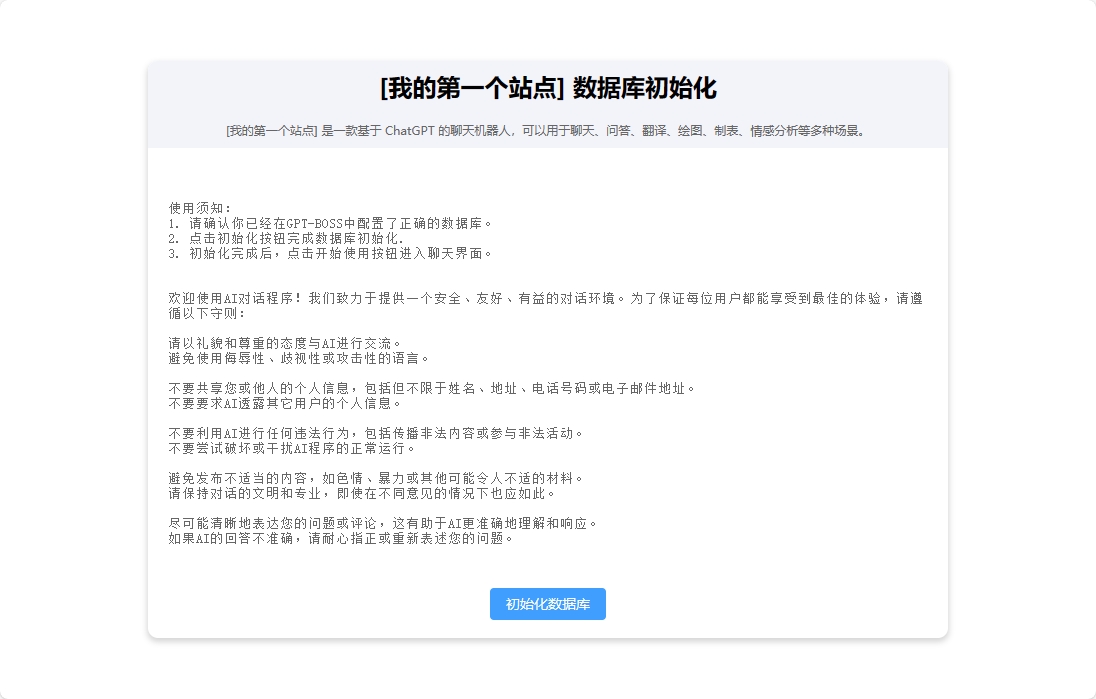 [我的第一个站点] 数据库初始化
[我的第一个站点] 是一款基于 ChatGPT 的聊天机器人，可以用于聊天、问答、翻译、绘图、制表、情感分析等多种场景。
使用须知：
1. 请确认你已经在GPT-BOSS中配置了正确的数据库。
2. 点击初始化按钮完成数据库初始化.
3. 初始化完成后，点击开始使用按钮进入聊天界面。
欢迎使用AI对话程序！我们致力于提供一个安全、友好、有益的对话环境。为了保证每位用户都能享受到最佳的体验，请遵
循以下守则：
请以礼貌和尊重的态度与AI进行交流。
避免使用侮辱性、歧视性或攻击性的语言。
不要共享您或他人的个人信息，包括但不限于姓名、地址、电话号码或电子邮件地址。
不要要求AI透露其它用户的个人信息。
不要利用AI进行任何违法行为，包括传播非法内容或参与非法活动。
不要尝试破坏或干扰AI程序的正常运行。
避免发布不适当的内容，如色情、暴力或其他可能令人不适的材料。
请保持对话的文明和专业，即使在不同意见的情况下也应如此。
尽可能清晰地表达您的问题或评论，这有助于AI更准确地理解和响应。
如果AI的回答不准确，请耐心指正或重新表述您的问题。
初始化数据库